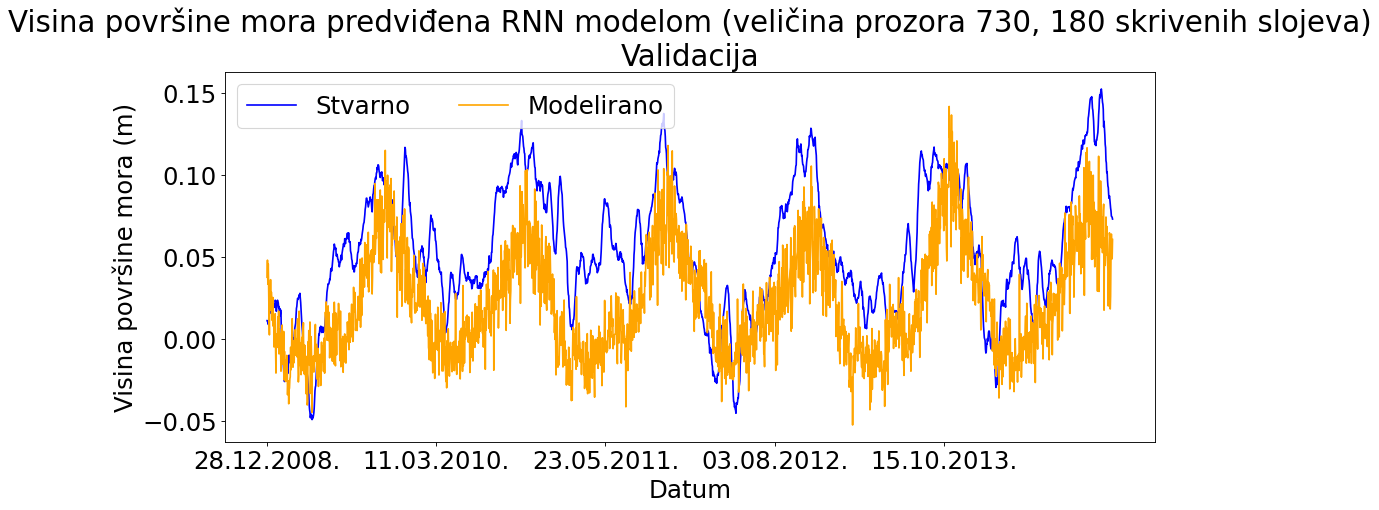 Visina površine mora predviđena RNN modelom (veličina prozora 730, 180 skrivenih slojeva)
Validacija
Stvarno
Modelirano
Visina površine mora (m)
0.15
0.10
0.05
0.00
−0.05
28.12.2008.
11.03.2010.
23.05.2011.
03.08.2012.
15.10.2013.
Datum